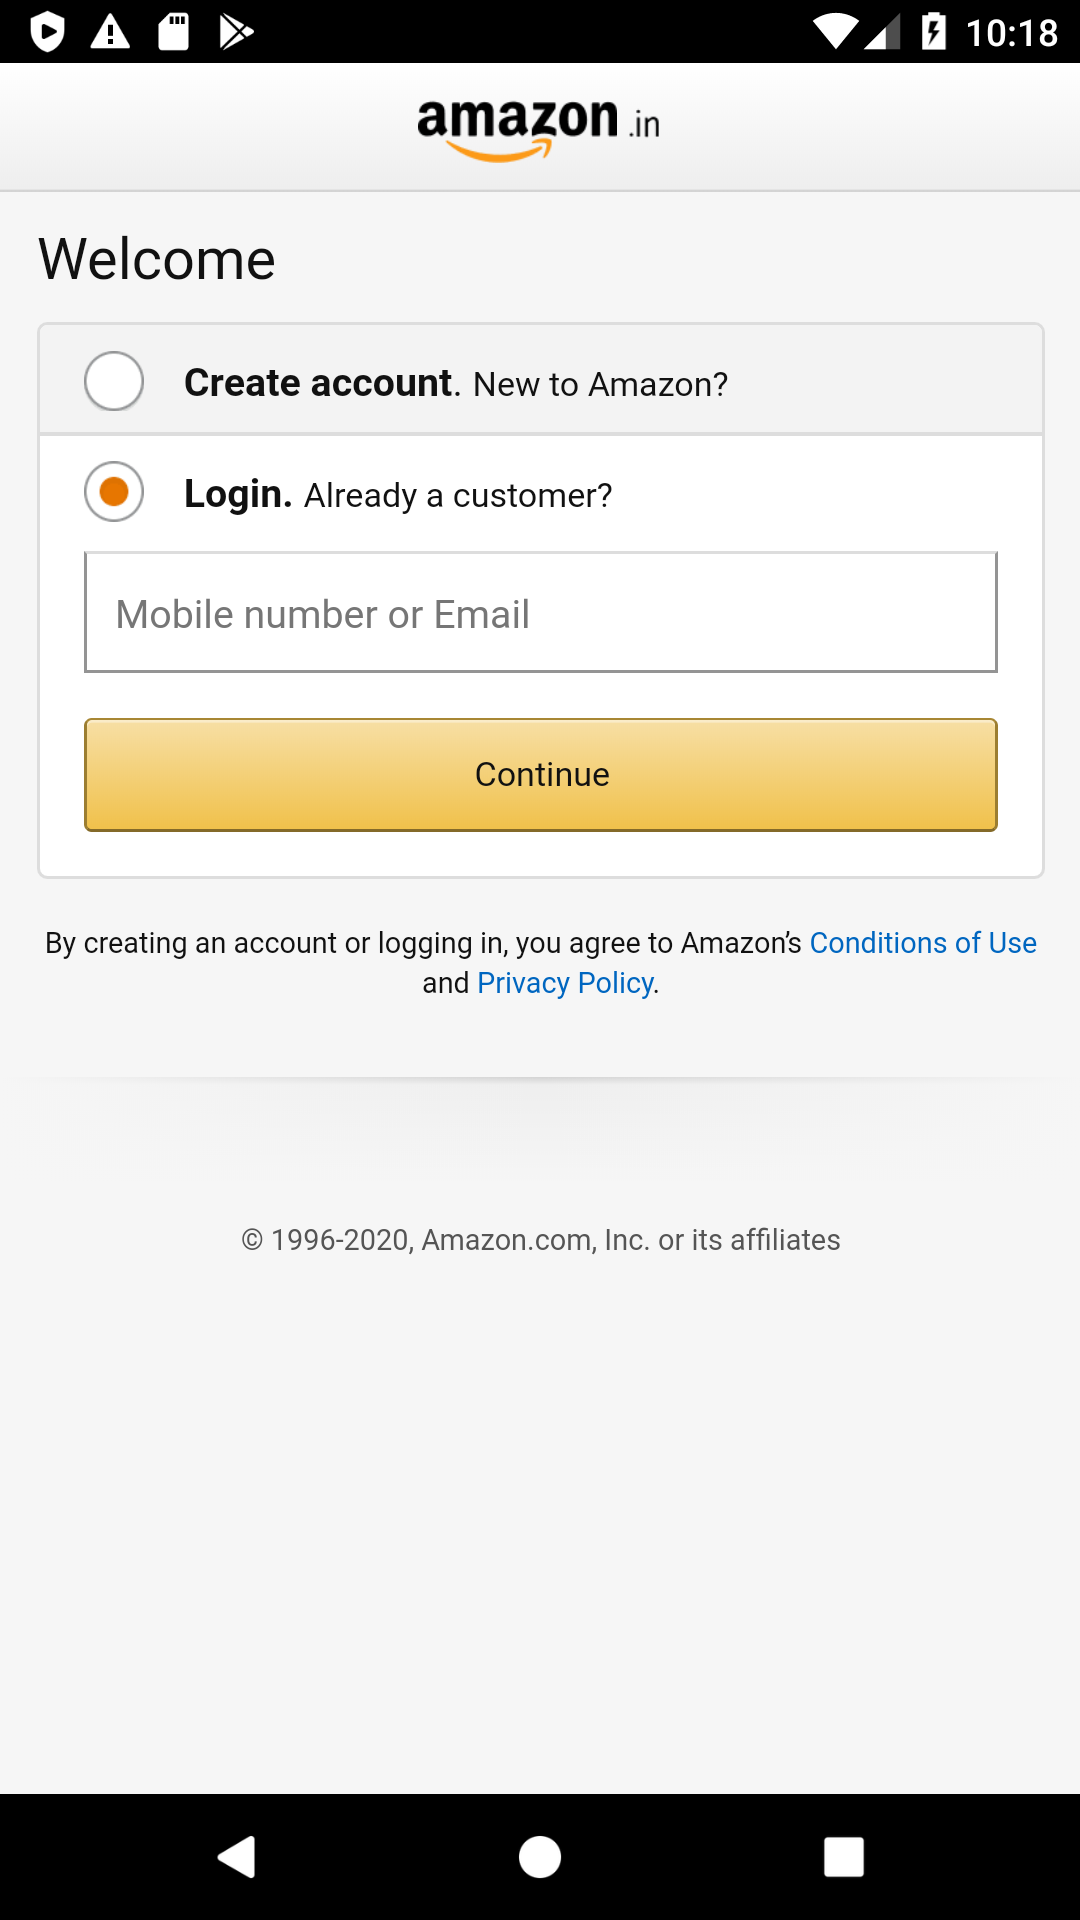 10:18
amazon.in
Welcome
Create account. New to Amazon?
Login. Already a customer?
Mobile number or Email
Continue
By creating an account or logging in, you agree to Amazon’s Conditions of Use
and Privacy Policy.
© 1996-2020, Amazon.com, Inc. or its affiliates